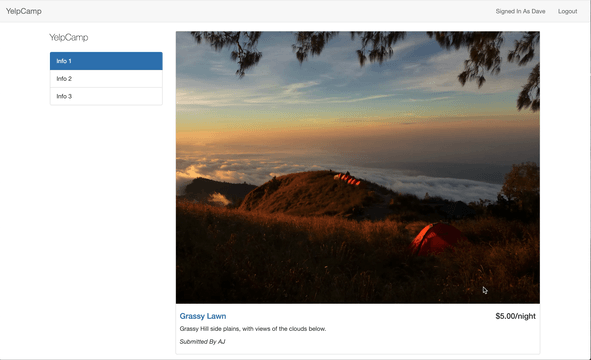 YelpCamp
Signed In As Dave Logout
YelpCamp
Info 1
Info 2
Info 3
Grassy Lawn $5.00/night
Grassy Hill side plains, with views of the clouds below.
Submitted By AJ